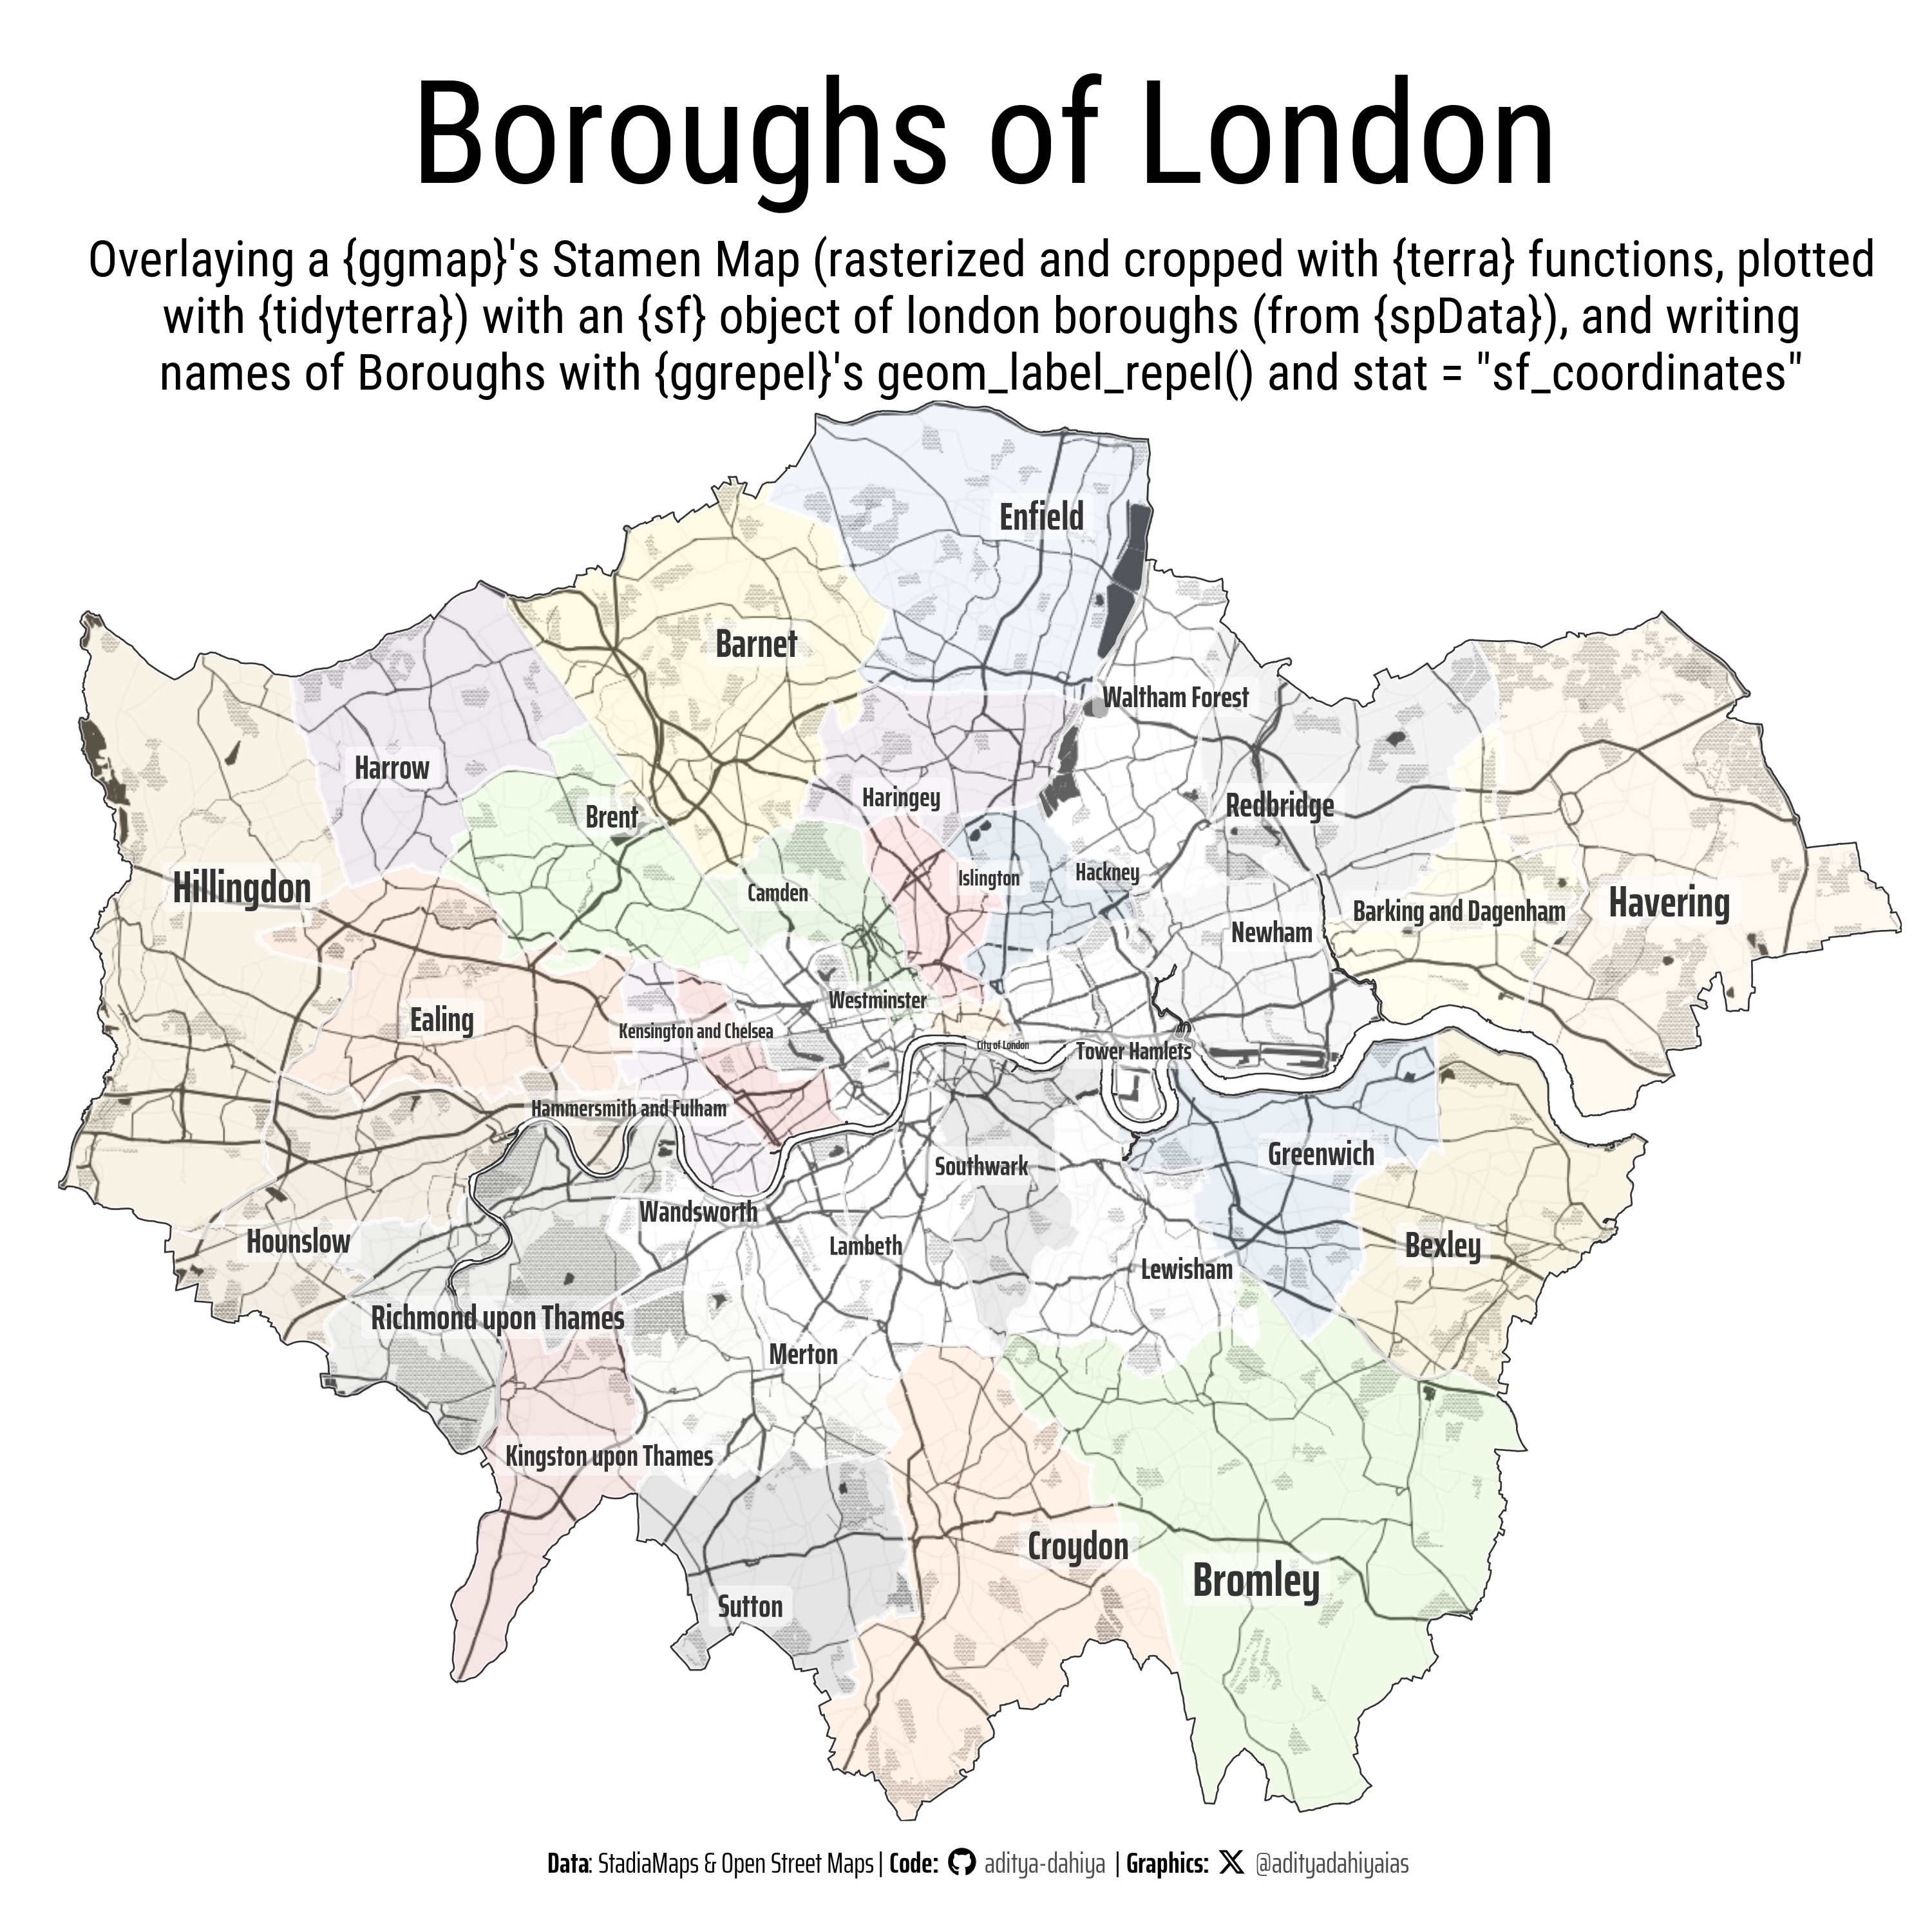 Boroughs of London
Overlaying a {ggmap}'s Stamen Map (rasterized and cropped with {terra} functions, plotted
with {tidyterra}) with an {sf} object of london boroughs (from {spData}), and writing
names of Boroughs with {ggrepel}'s geom_label_repel() and stat = "sf_coordinates"
Enfield
Barnet
Waltham Forest
Harrow
Haringey
Redbridge
Brent
Hackney
Islington
Hillingdon
Camden
Havering
Barking and Dagenham
Newham
Westminster
Ealing
Kensington and Chelsea
City of London
Tower Hamlets
Hammersmith and Fulham
Greenwich
Southwark
Wandsworth
Hounslow
Lambeth
Bexley
Lewisham
Richmond upon Thames
Merton
Kingston upon Thames
Croydon
Bromley
Sutton
Data: StadiaMaps & Open Street Maps | Code: aditya-dahiya | Graphics: @adityadahiyaias